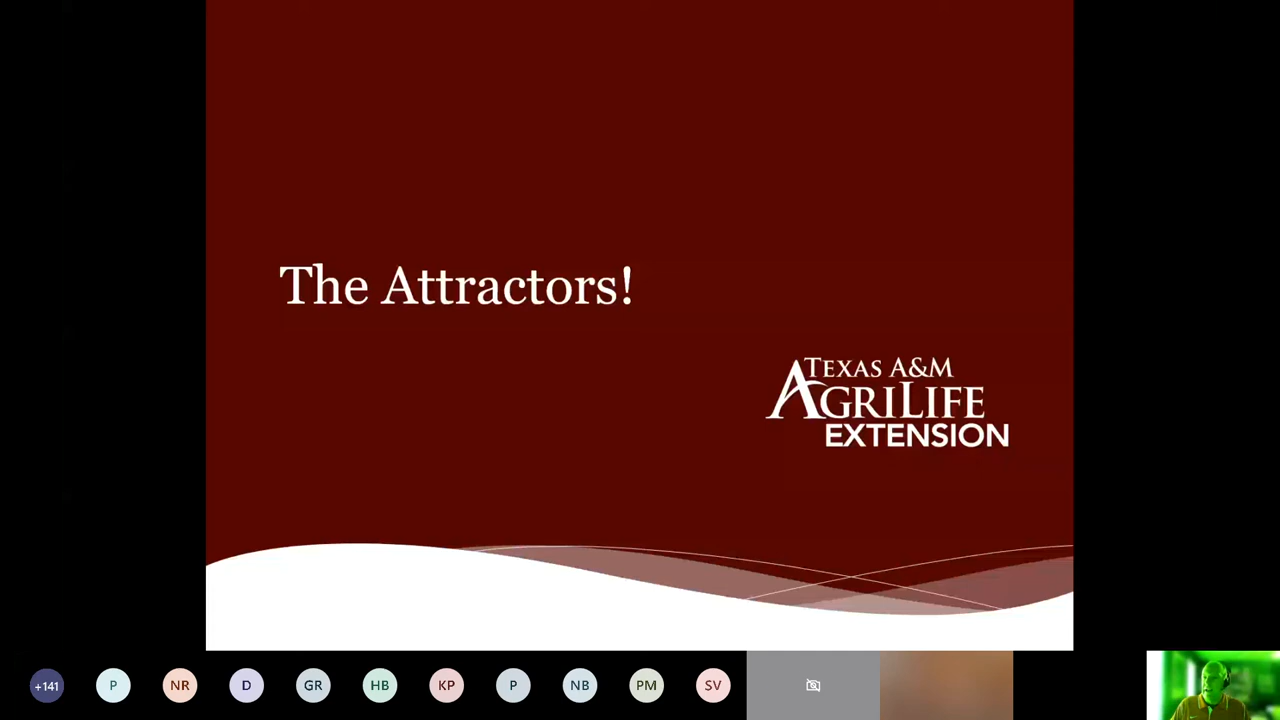 The Attractors!
TEXAS A&M
AGRILIFE
EXTENSION
+141 P NR D GR HB KP P NB PM SV